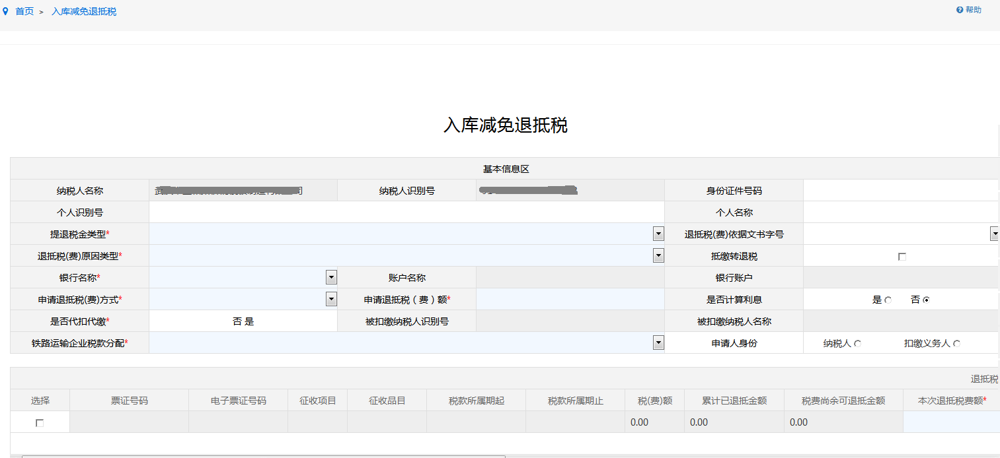 首页 > 入库减免退抵税
帮助
入库减免退抵税
基本信息区
纳税人名称 纳税人识别号 身份证件号码
个人识别号 个人名称
提退税金类型* 退抵税(费)依据文书字号
退抵税(费)原因类型* 抵缴转退税
银行名称* 账户名称 银行账户
申请退抵税(费)方式* 申请退抵税（费）额* 是否计算利息 是 否
是否代扣代缴* 否 是 被扣缴纳税人识别号 被扣缴纳税人名称
铁路运输企业税款分配* 申请人身份 纳税人 扣缴义务人
退抵税
选择 票证号码 电子票证号码 征收项目 征收品目 税款所属期起 税款所属期止 税(费)额 累计已退抵金额 税费尚余可退抵金额 本次退抵税费额*
0.00 0.00 0.00